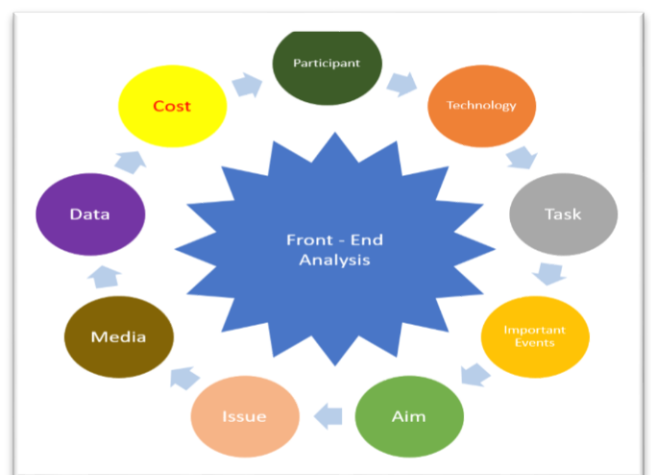 Participant
Technology
Task
Important
Events
Aim
Issue
Media
Data
Cost
Front - End
Analysis